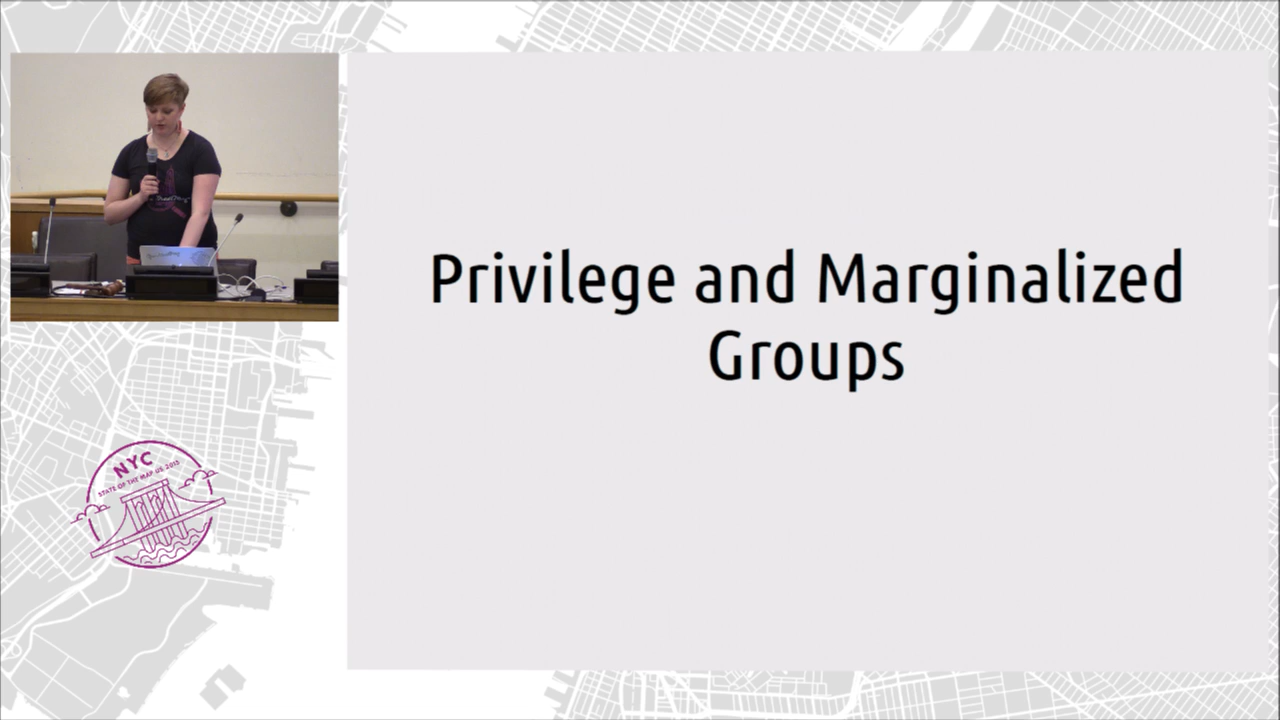 Privilege and Marginalized
Groups
NYC
STATE OF THE MAP US 2015